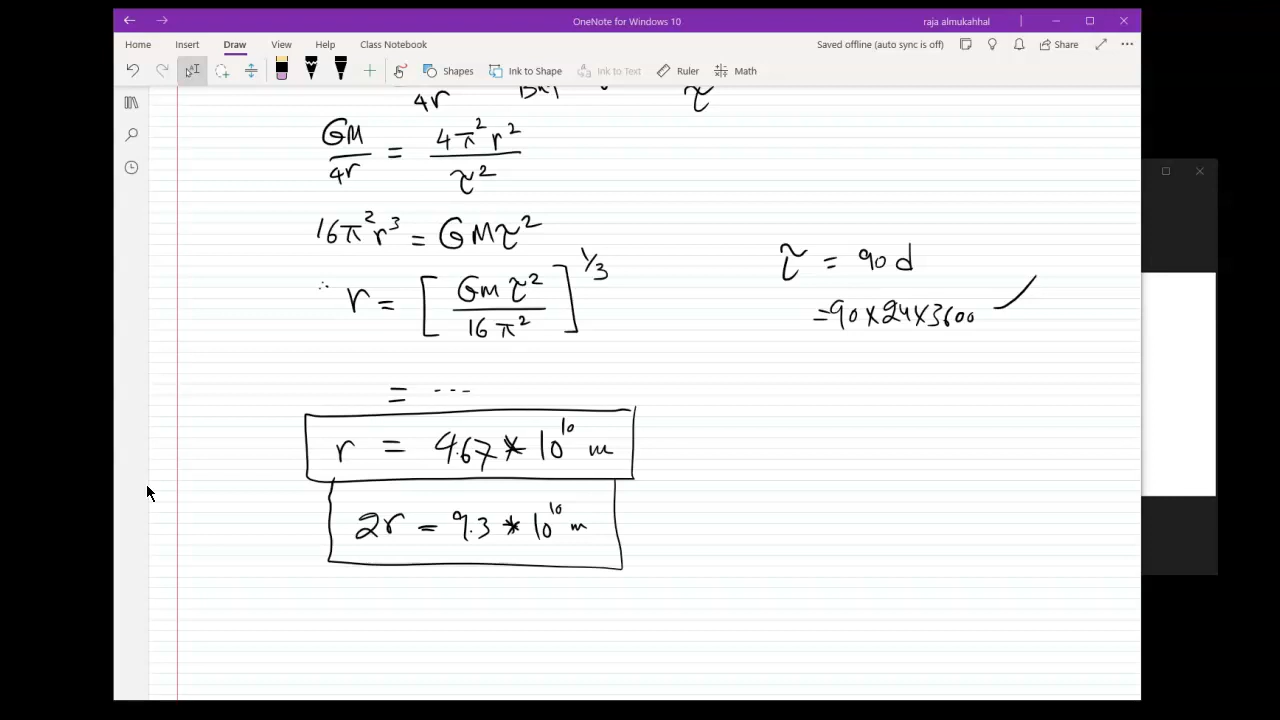 OneNote for Windows 10
raja almukahhal
Home Insert Draw View Help Class Notebook
Saved offline (auto sync is off)
Share
Shapes Ink to Shape Ink to Text Ruler Math
4r τ
GM/4r = 4π²r²/τ²
16π²r³ = GMτ²
∴ r = [GMτ²/16π²]^1/3
τ = 90 d
= 90 × 24 × 3600
= ---
r = 4.67 * 10^10 m
2r = 9.3 * 10^10 m